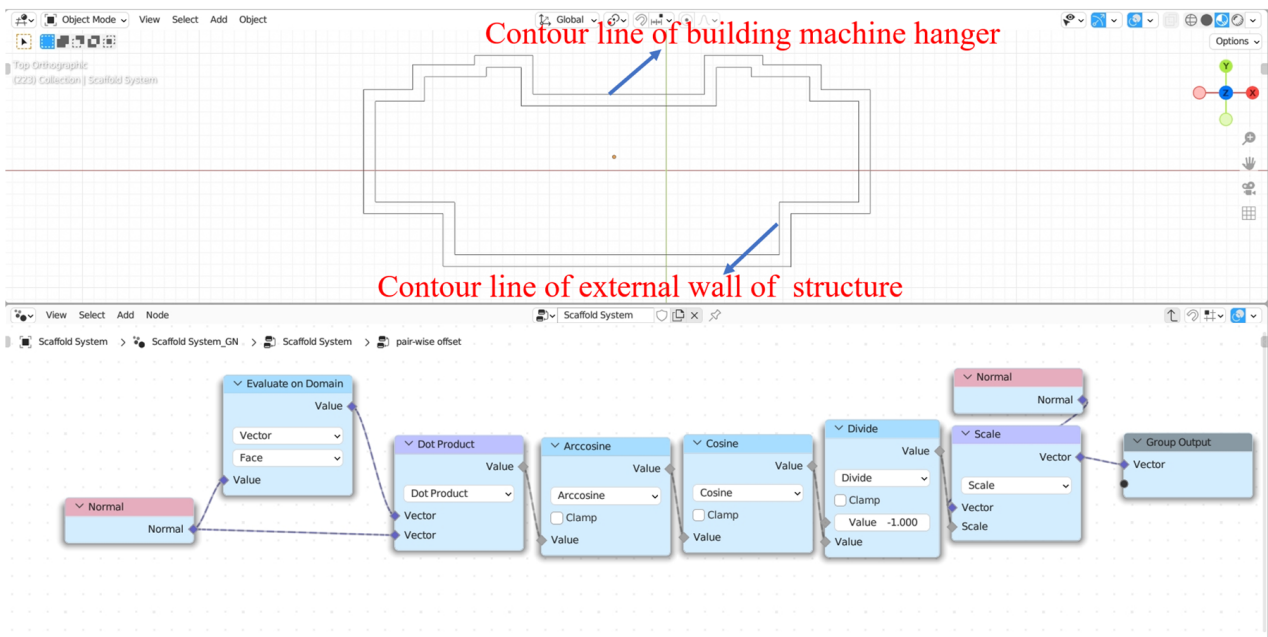 Object Mode View Select Add Object Global
Options
Contour line of building machine hanger
Top Orthographic
(223) Collection | Scaffold System
Y
X
Z
Contour line of external wall of structure
View Select Add Node Scaffold System
Scaffold System > Scaffold System_GN > Scaffold System > pair-wise offset
Normal
Normal
Evaluate on Domain
Value
Vector
Face
Value
Dot Product
Value
Dot Product
Vector
Vector
Arccosine
Value
Arccosine
Clamp
Value
Cosine
Value
Cosine
Clamp
Value
Divide
Value
Divide
Clamp
Value -1.000
Value
Normal
Normal
Scale
Vector
Scale
Vector
Scale
Group Output
Vector